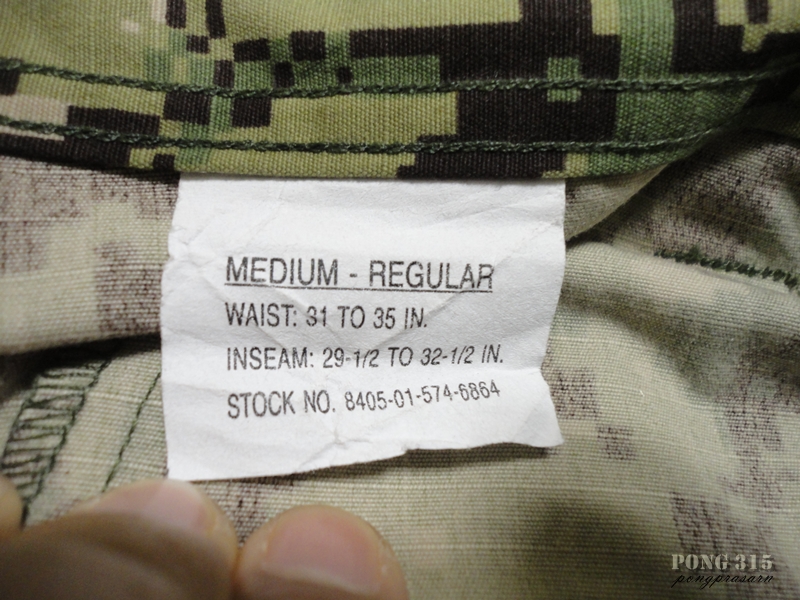 MEDIUM - REGULAR
WAIST: 31 TO 35 IN.
INSEAM: 29-1/2 TO 32-1/2 IN.
STOCK NO. 8405-01-574-6864
PONG 315
pongprasaru